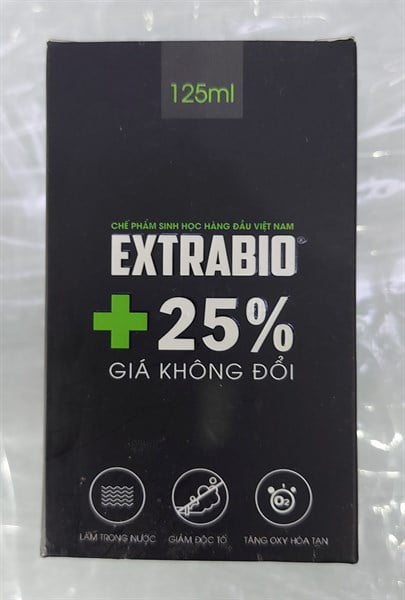 125ml
CHẾ PHẨM SINH HỌC HÀNG ĐẦU VIỆT NAM
EXTRABIO®
+25%
GIÁ KHÔNG ĐỔI
O₂
LÀM TRONG NƯỚC GIẢM ĐỘC TỐ TĂNG OXY HÒA TAN